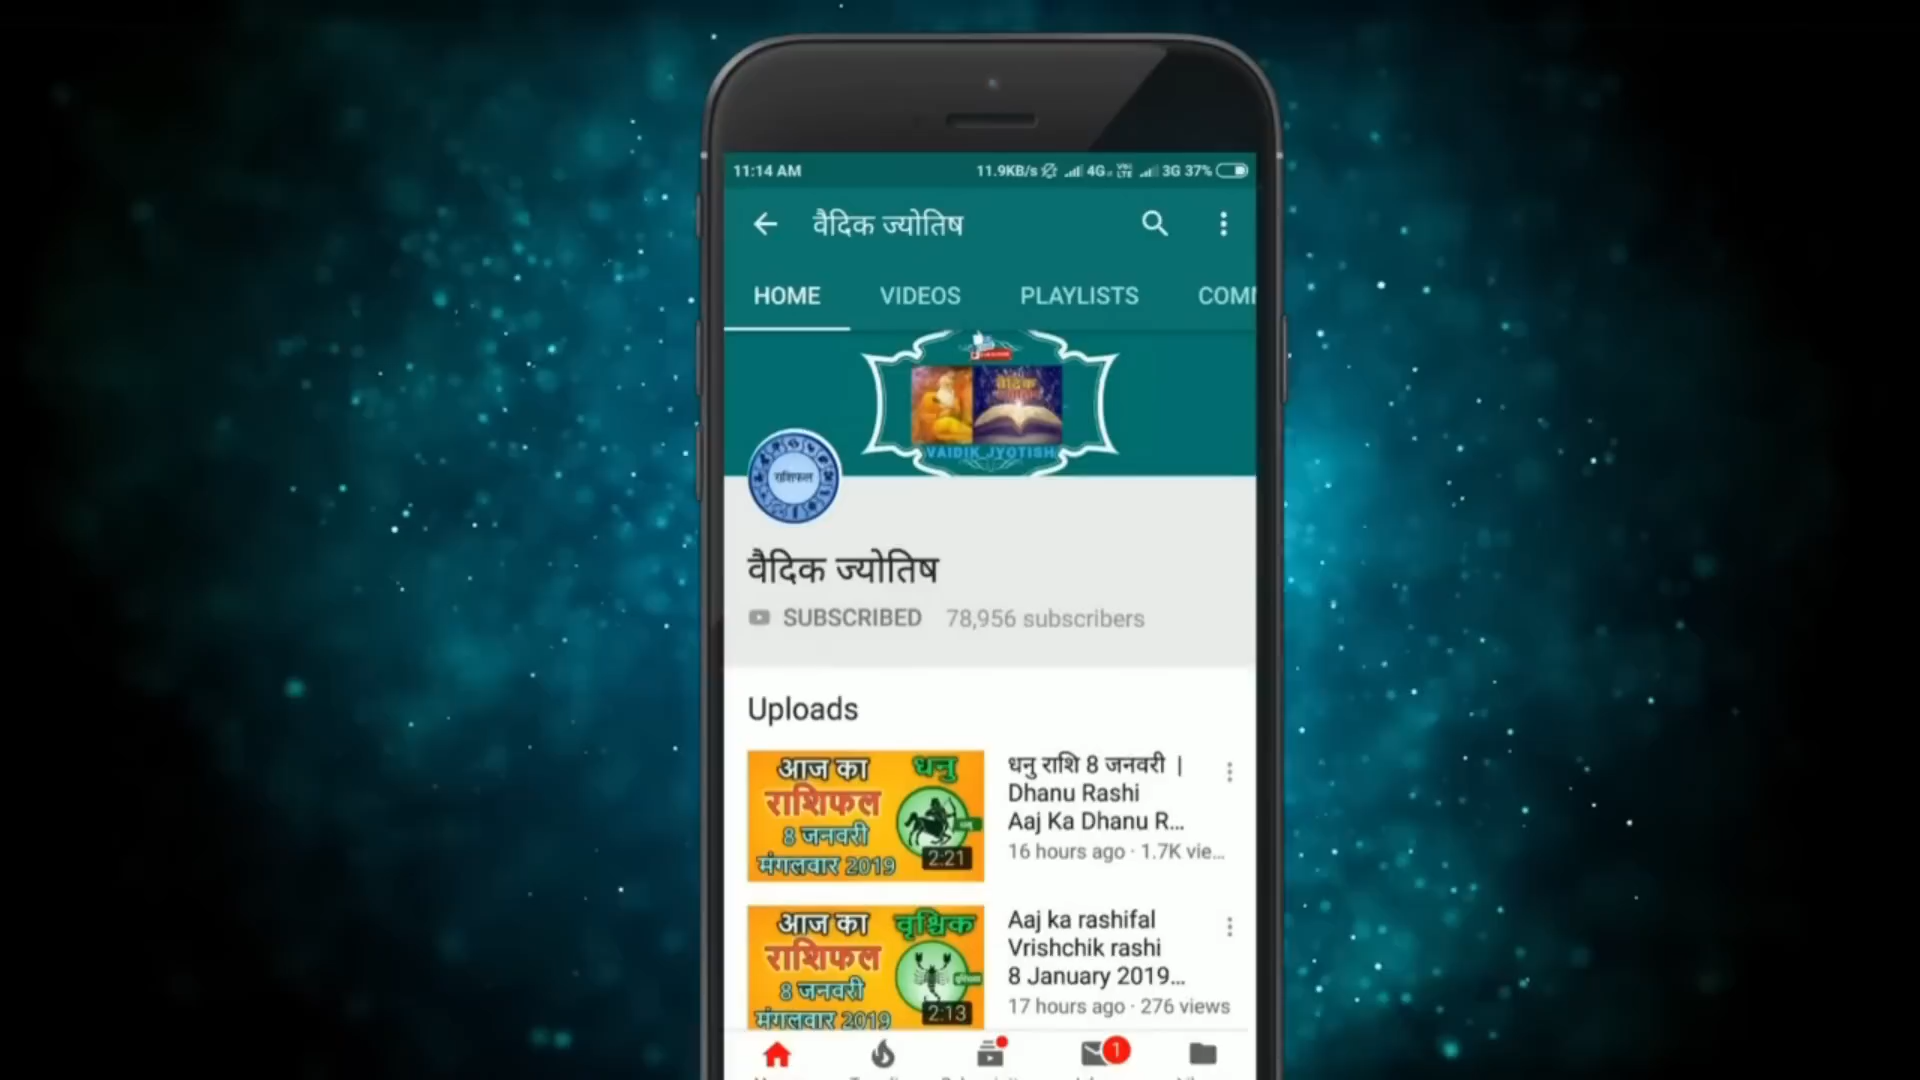 11:14 AM 11.9KB/s 4G VoLTE 3G 37%
वैदिक ज्योतिष
HOME VIDEOS PLAYLISTS COM
वैदिक
VAIDIK JYOTISH
राशिफल
वैदिक ज्योतिष
SUBSCRIBED 78,956 subscribers
Uploads
आज का धनु
राशिफल
8 जनवरी
मंगलवार 2019
2:21
धनु राशि 8 जनवरी |
Dhanu Rashi
Aaj Ka Dhanu R...
16 hours ago · 1.7K vie...
आज का वृश्चिक
राशिफल
8 जनवरी
मंगलवार 2019
2:13
Aaj ka rashifal
Vrishchik rashi
8 January 2019...
17 hours ago · 276 views
1